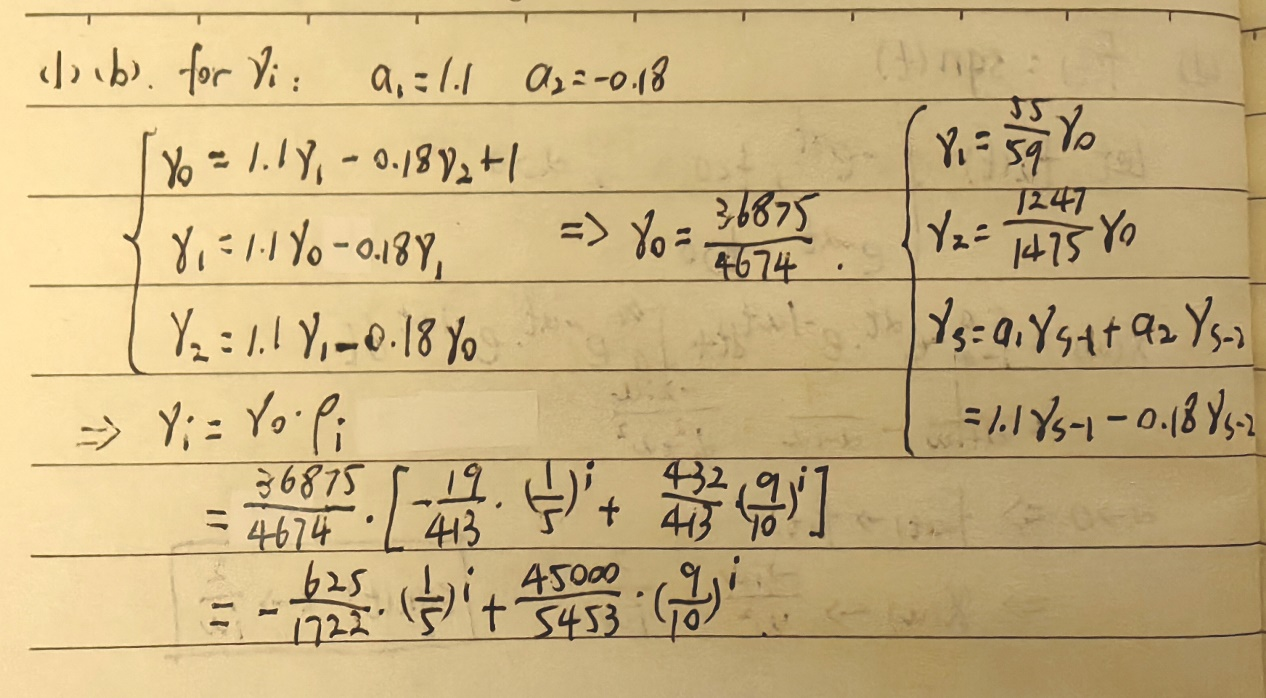 (1)(b). for γi: a₁=1.1 a₂=-0.18
γ₀ = 1.1γ₁ - 0.18γ₂+1
γ₁ = 1.1γ₀ - 0.18γ₁
γ₂ = 1.1γ₁ - 0.18γ₀
=> γ₀ = 36875/4674 .
γ₁ = 55/59 γ₀
γ₂ = 1247/1475 γ₀
γs = a₁γs-1 + a₂γs-2
= 1.1γs-1 - 0.18γs-2
=> γi = γ₀·ρi
= 36875/4674 · [-19/413 · (1/5)^i + 432/413 · (9/10)^i]
= -625/1722 · (1/5)^i + 45000/5453 · (9/10)^i